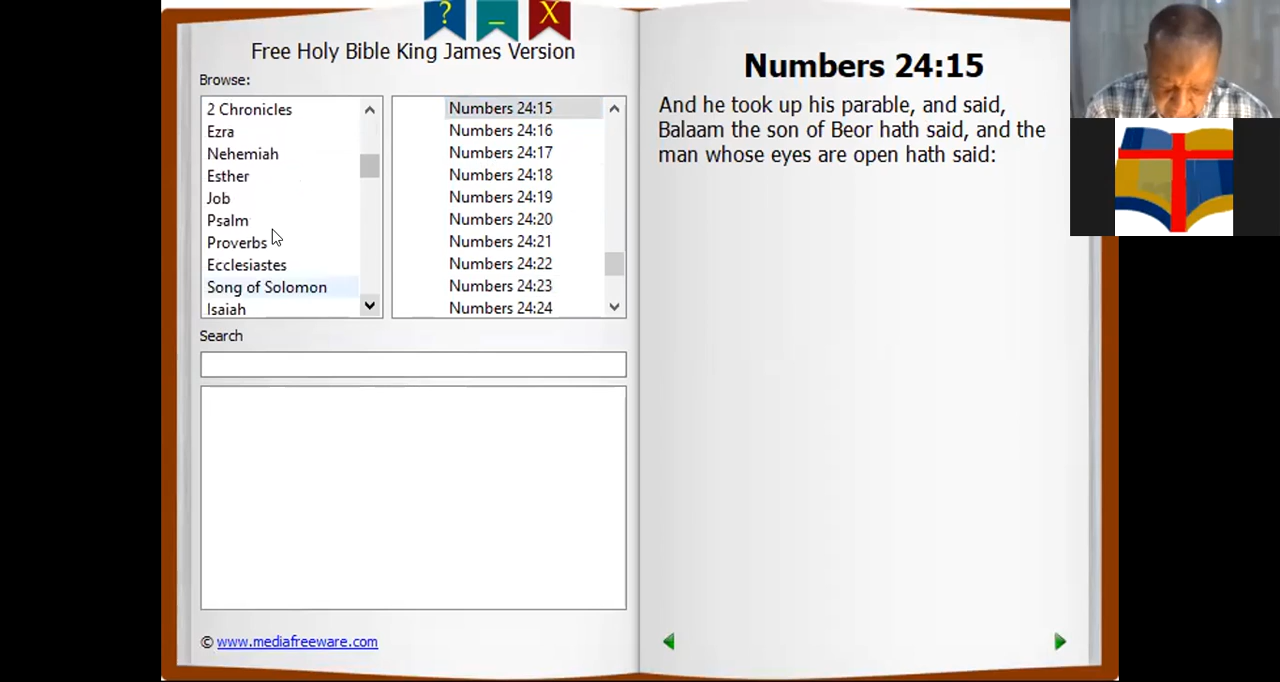 ? _ X
Free Holy Bible King James Version
Browse:
2 Chronicles
Ezra
Nehemiah
Esther
Job
Psalm
Proverbs
Ecclesiastes
Song of Solomon
Isaiah
Numbers 24:15
Numbers 24:16
Numbers 24:17
Numbers 24:18
Numbers 24:19
Numbers 24:20
Numbers 24:21
Numbers 24:22
Numbers 24:23
Numbers 24:24
Search
© www.mediafreeware.com
Numbers 24:15
And he took up his parable, and said,
Balaam the son of Beor hath said, and the
man whose eyes are open hath said: